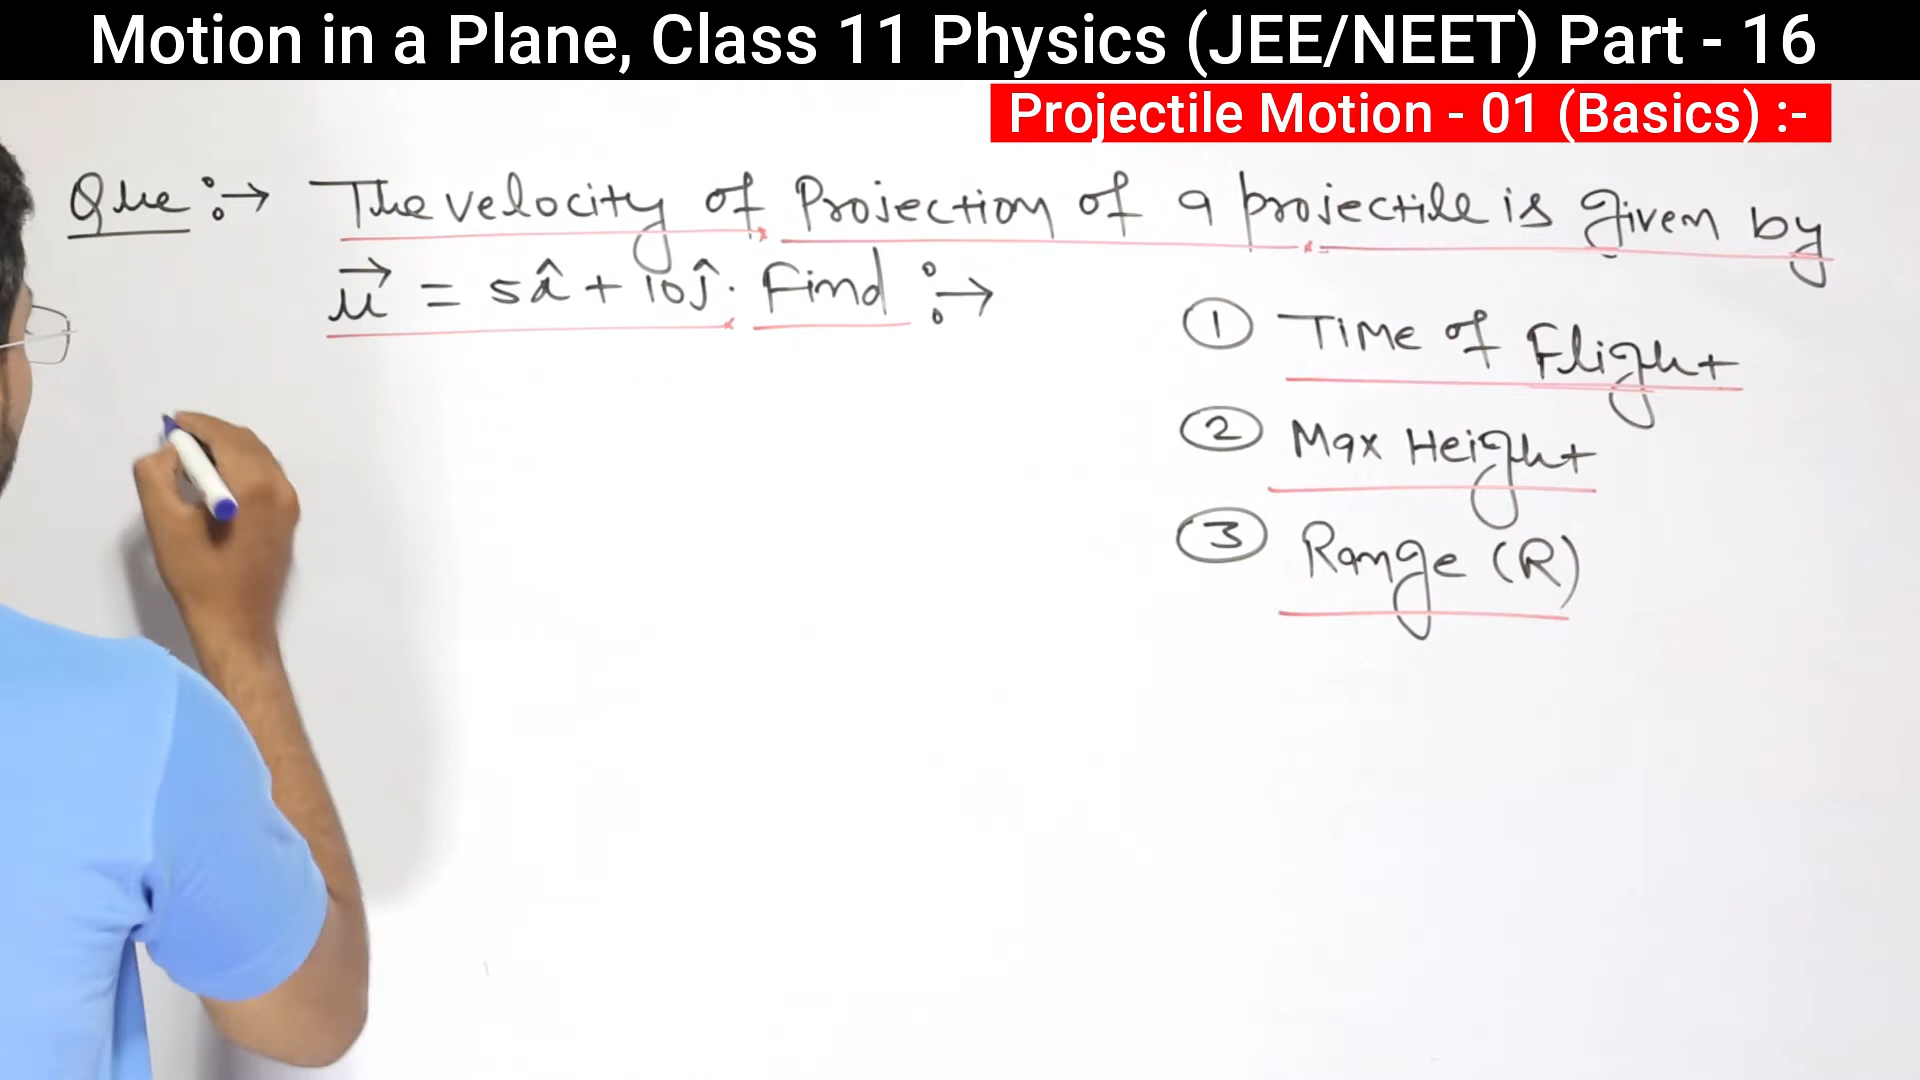 Motion in a Plane, Class 11 Physics (JEE/NEET) Part - 16
Projectile Motion - 01 (Basics) :-
Que :→ The velocity of Projection of a projectile is given by
u⃗ = 5î + 10ĵ. Find :→
① Time of Flight
② Max Height
③ Range (R)